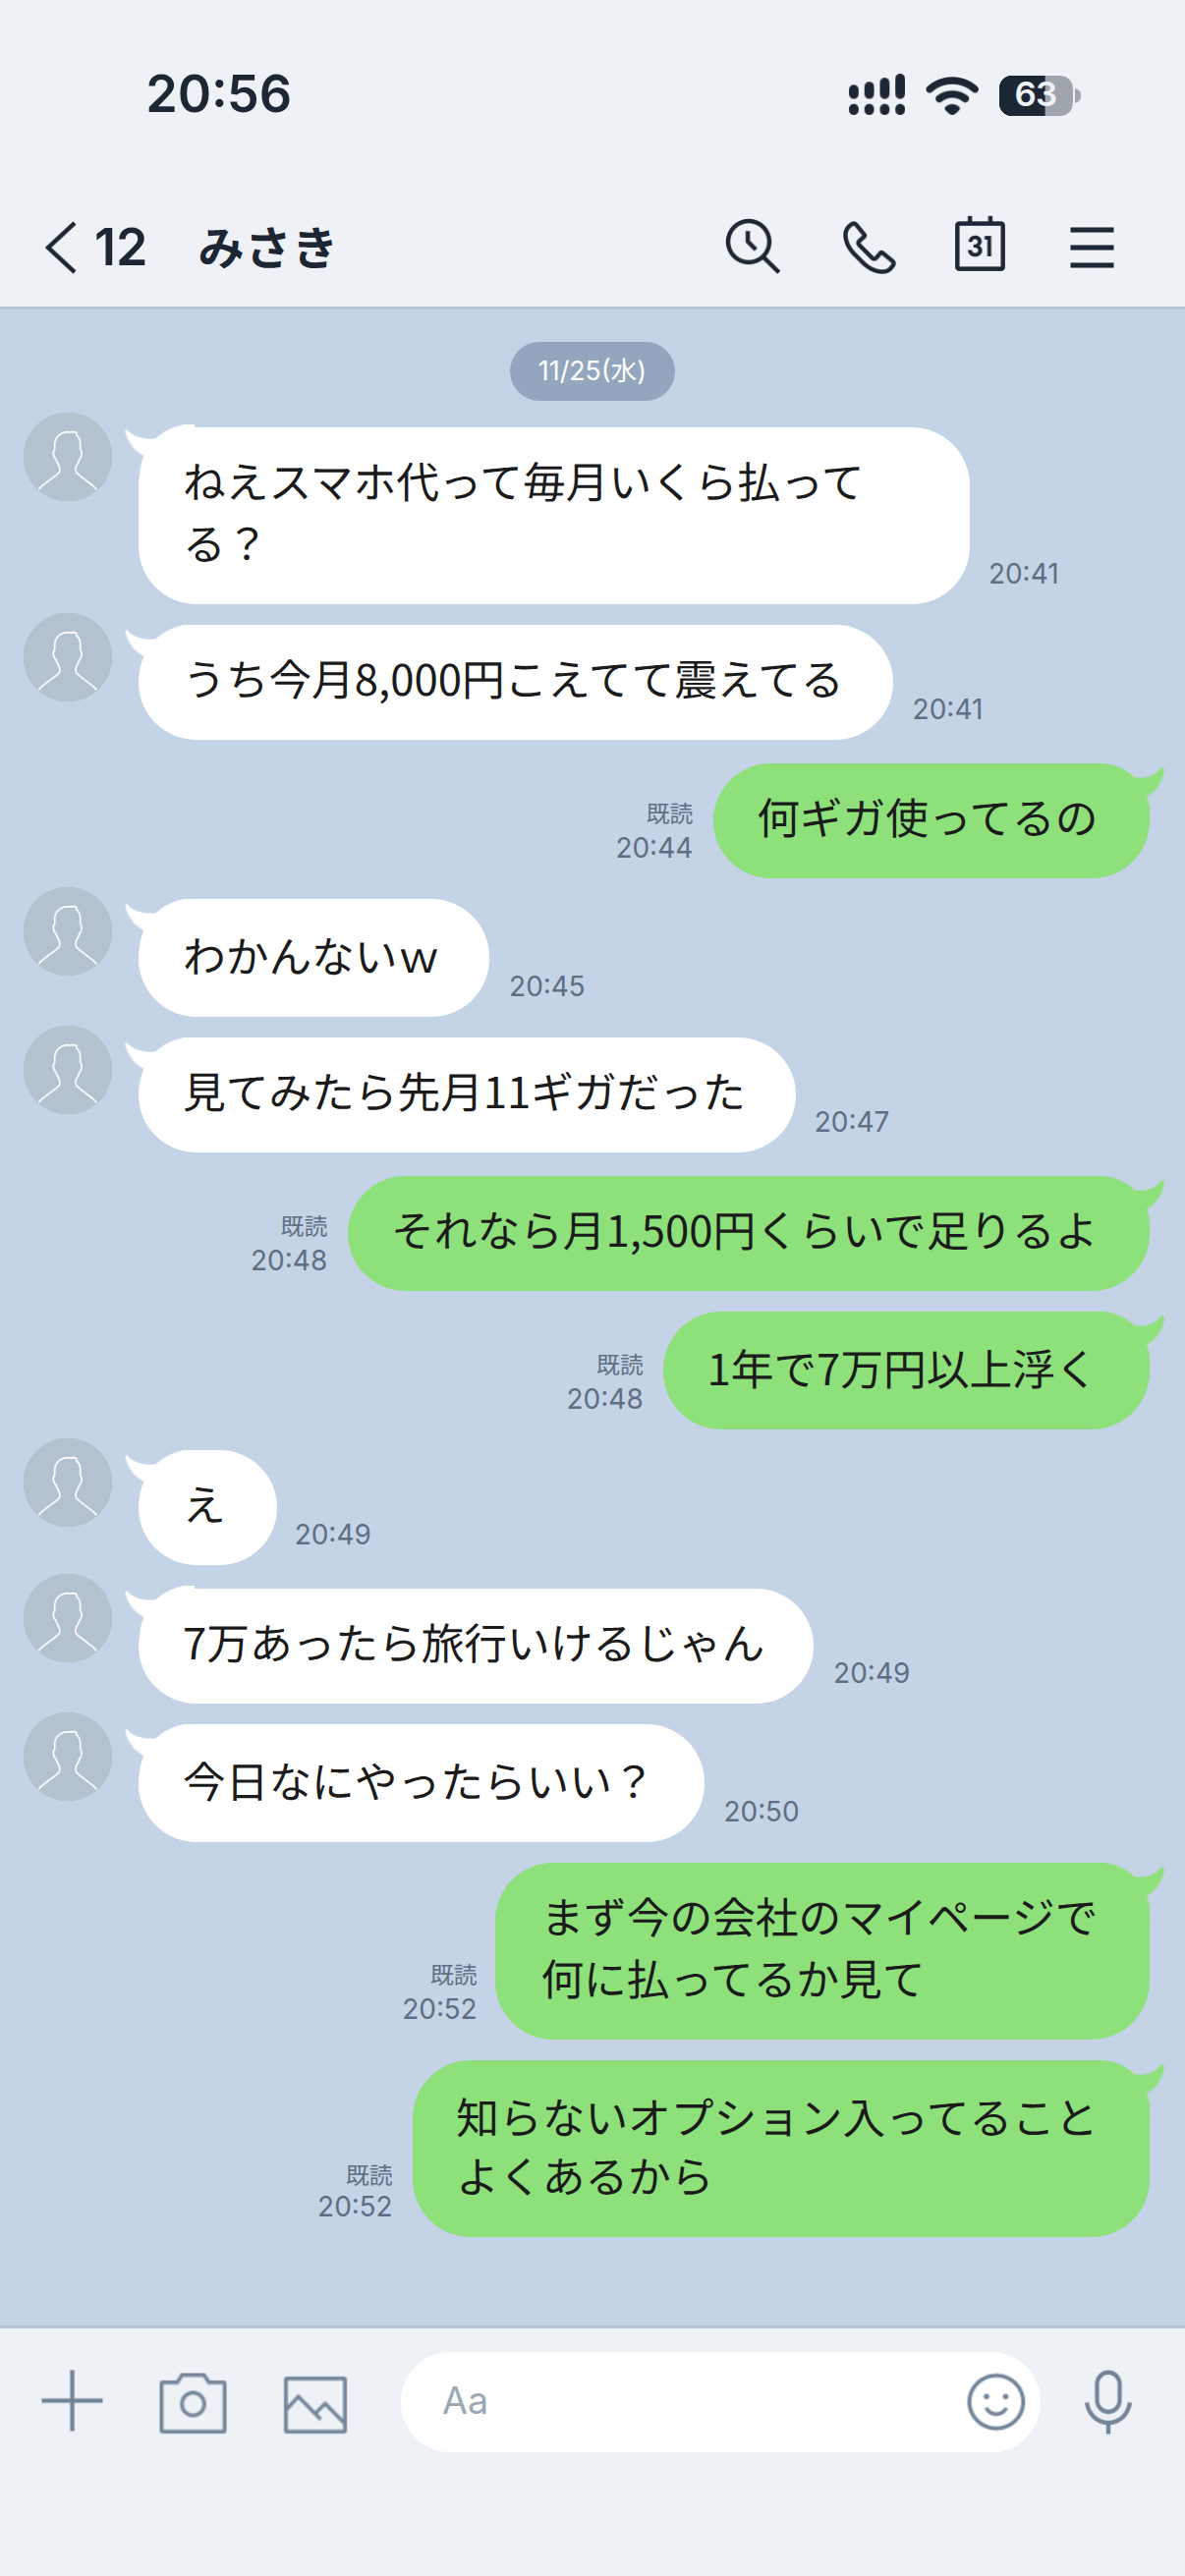 20:56
63
12 みさき
31
11/25(水)
ねえスマホ代って毎月いくら払って
る？
20:41
うち今月8,000円こえてて震えてる
20:41
何ギガ使ってるの
既読
20:44
わかんないｗ
20:45
見てみたら先月11ギガだった
20:47
それなら月1,500円くらいで足りるよ
既読
20:48
1年で7万円以上浮く
既読
20:48
え
20:49
7万あったら旅行いけるじゃん
20:49
今日なにやったらいい？
20:50
まず今の会社のマイページで
何に払ってるか見て
既読
20:52
知らないオプション入ってること
よくあるから
既読
20:52
Aa